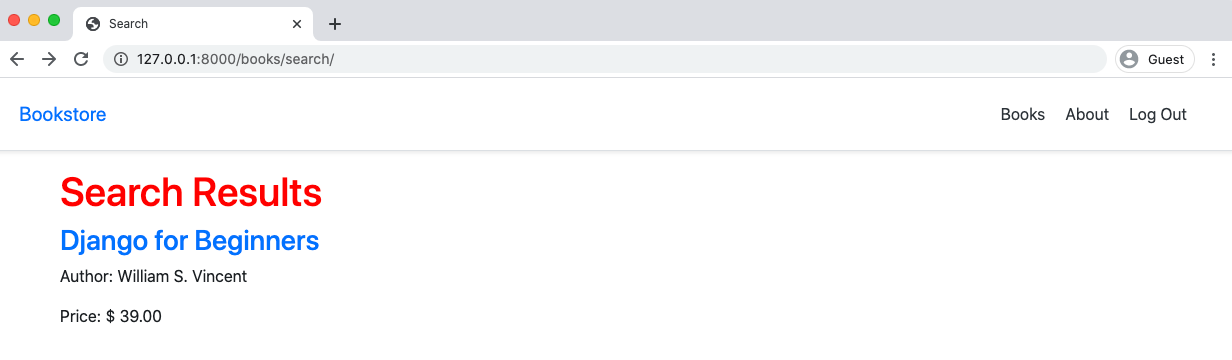 Search
127.0.0.1:8000/books/search/
Guest
Bookstore
Books About Log Out
Search Results
Django for Beginners
Author: William S. Vincent
Price: $ 39.00